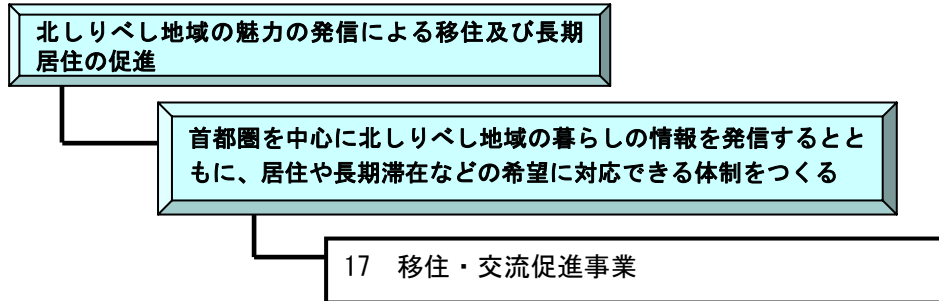 北しりべし地域の魅力の発信による移住及び長期
居住の促進
首都圏を中心に北しりべし地域の暮らしの情報を発信するとと
もに、居住や長期滞在などの希望に対応できる体制をつくる
17　移住・交流促進事業